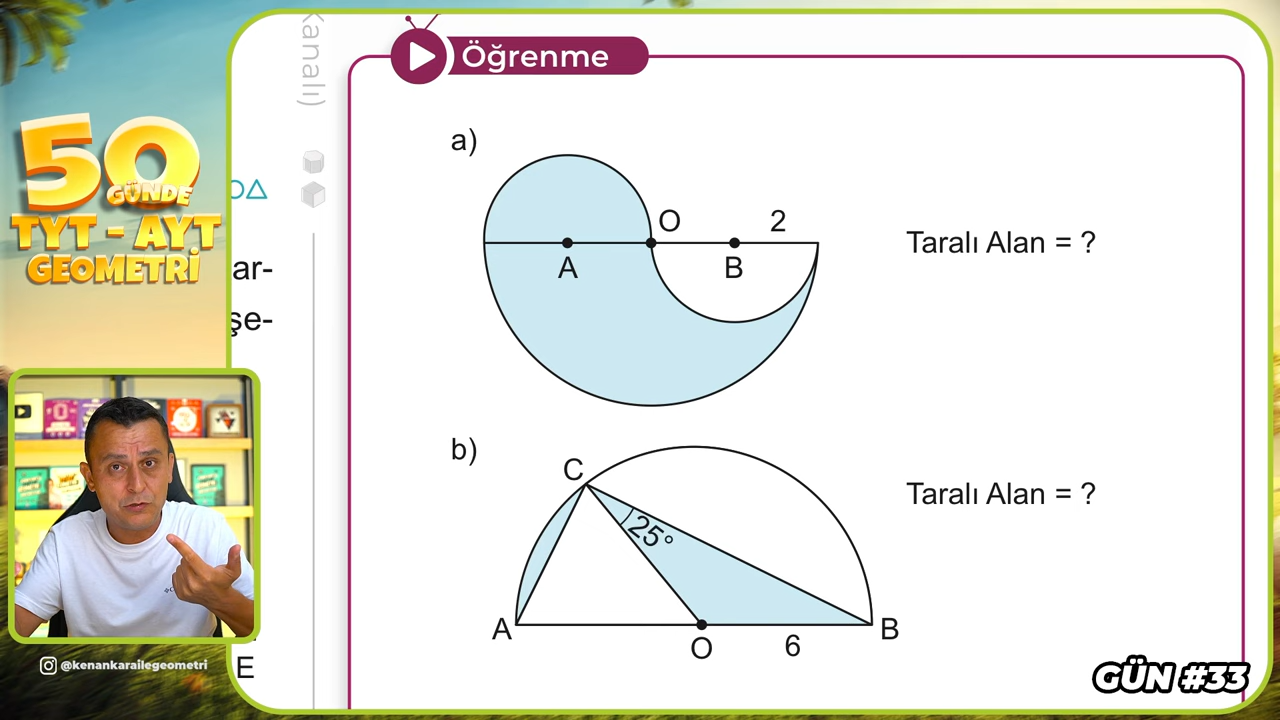 50
GÜNDE
TYT - AYT
GEOMETRİ
Kanalı)
ar-
şe-
E
Öğrenme
a)
O
2
A
B
Taralı Alan = ?
b)
C
25°
Taralı Alan = ?
A
O
6
B
@kenankarailegeometri
GÜN #33